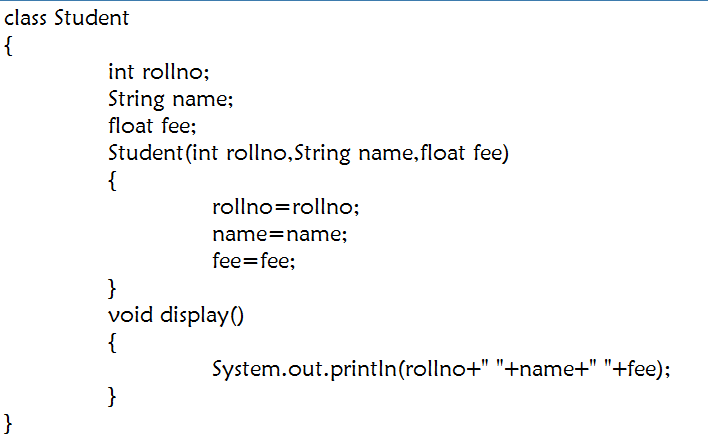 class Student
{
int rollno;
String name;
float fee;
Student(int rollno,String name,float fee)
{
rollno=rollno;
name=name;
fee=fee;
}
void display()
{
System.out.println(rollno+" "+name+" "+fee);
}
}